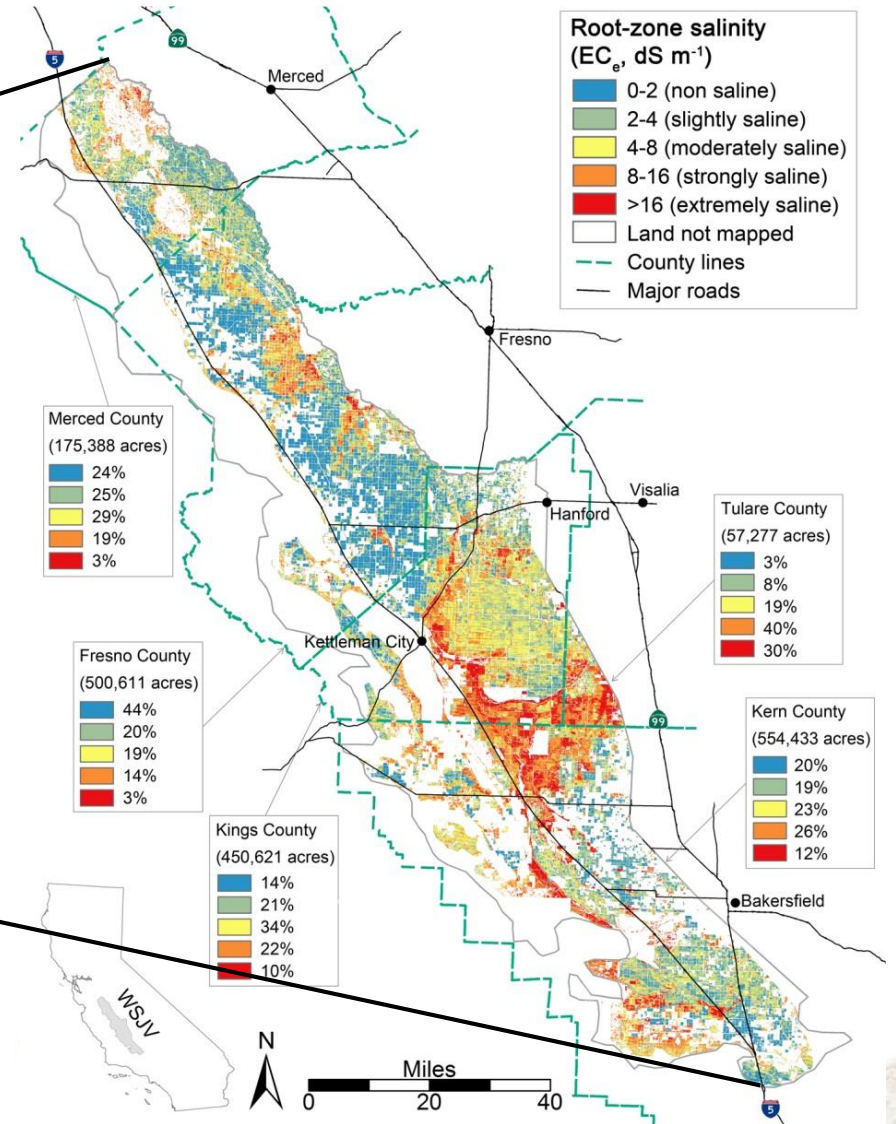 Root-zone salinity
(ECe, dS m-1)
0-2 (non saline)
2-4 (slightly saline)
4-8 (moderately saline)
8-16 (strongly saline)
>16 (extremely saline)
Land not mapped
County lines
Major roads
5
99
Merced
Fresno
Merced County
(175,388 acres)
24%
25%
29%
19%
3%
Visalia
Hanford
Tulare County
(57,277 acres)
3%
8%
19%
40%
30%
Kettleman City
Fresno County
(500,611 acres)
44%
20%
19%
14%
3%
99
Kern County
(554,433 acres)
20%
19%
23%
26%
12%
Kings County
(450,621 acres)
14%
21%
34%
22%
10%
Bakersfield
WSJV
N
Miles
0 20 40
5